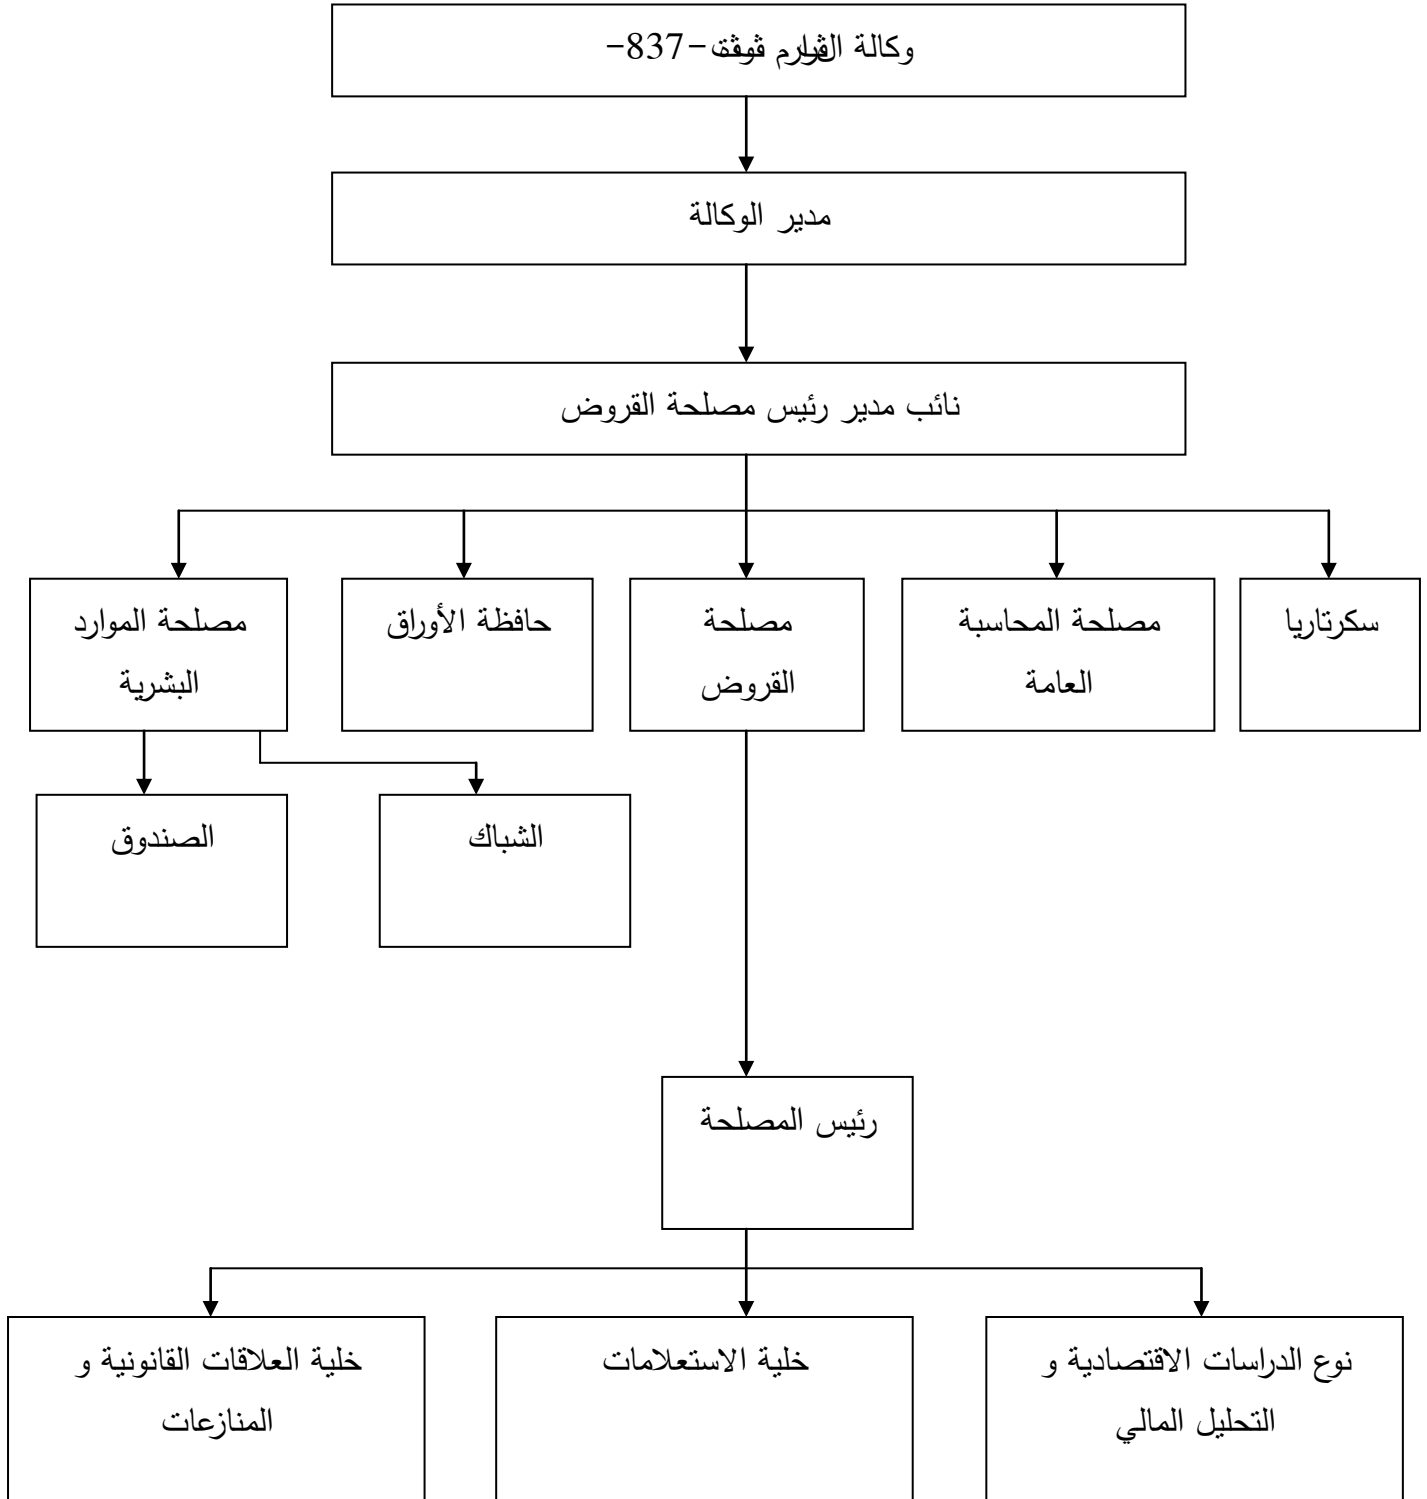 وكالة -837-
مدير الوكالة
نائب مدير رئيس مصلحة القروض
سكرتاريا
مصلحة المحاسبة
العامة
مصلحة
القروض
حافظة الأوراق
مصلحة الموارد
البشرية
الشباك
الصندوق
رئيس المصلحة
نوع الدراسات الاقتصادية و
التحليل المالي
خلية الاستعلامات
خلية العلاقات القانونية و
المنازعات